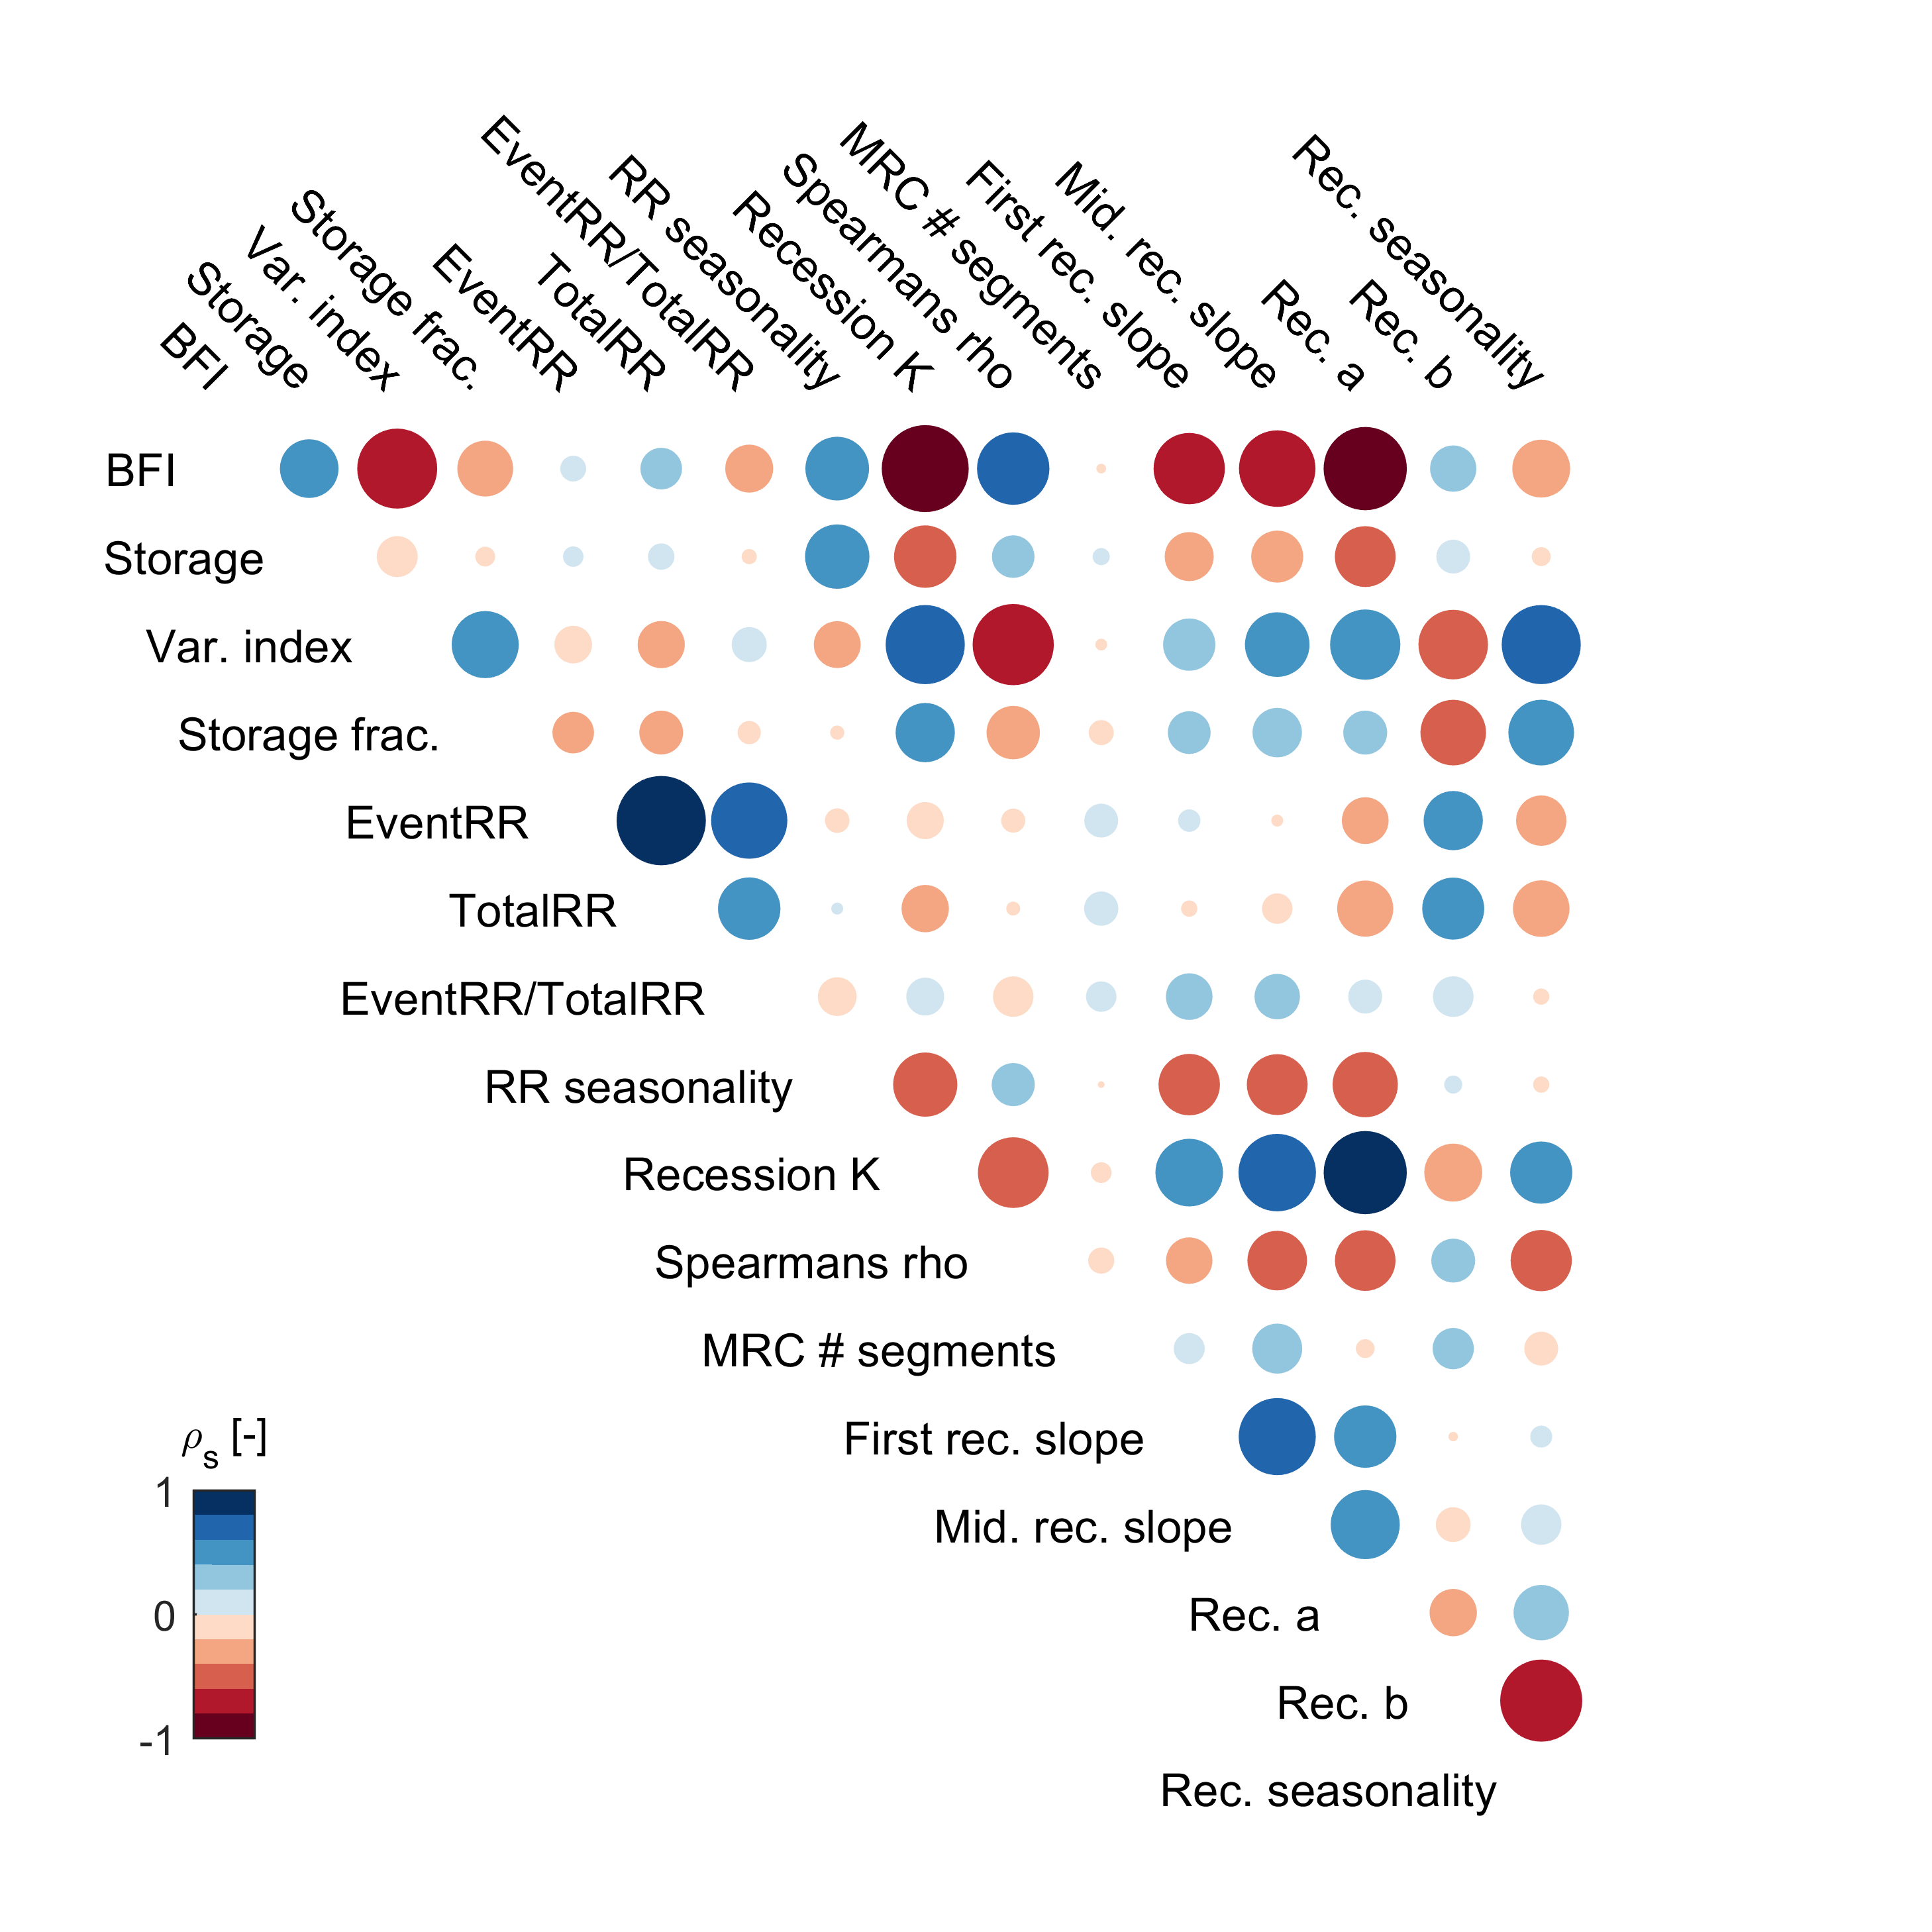 BFI
Storage
Var. index
Storage frac.
EventRR
TotalRR
EventRR/TotalRR
RR seasonality
Recession K
Spearmans rho
MRC # segments
First rec. slope
Mid. rec. slope
Rec. a
Rec. b
Rec. seasonality
BFI
Storage
Var. index
Storage frac.
EventRR
TotalRR
EventRR/TotalRR
RR seasonality
Recession K
Spearmans rho
MRC # segments
First rec. slope
Mid. rec. slope
Rec. a
Rec. b
Rec. seasonality
ρs [-]
1
0
-1